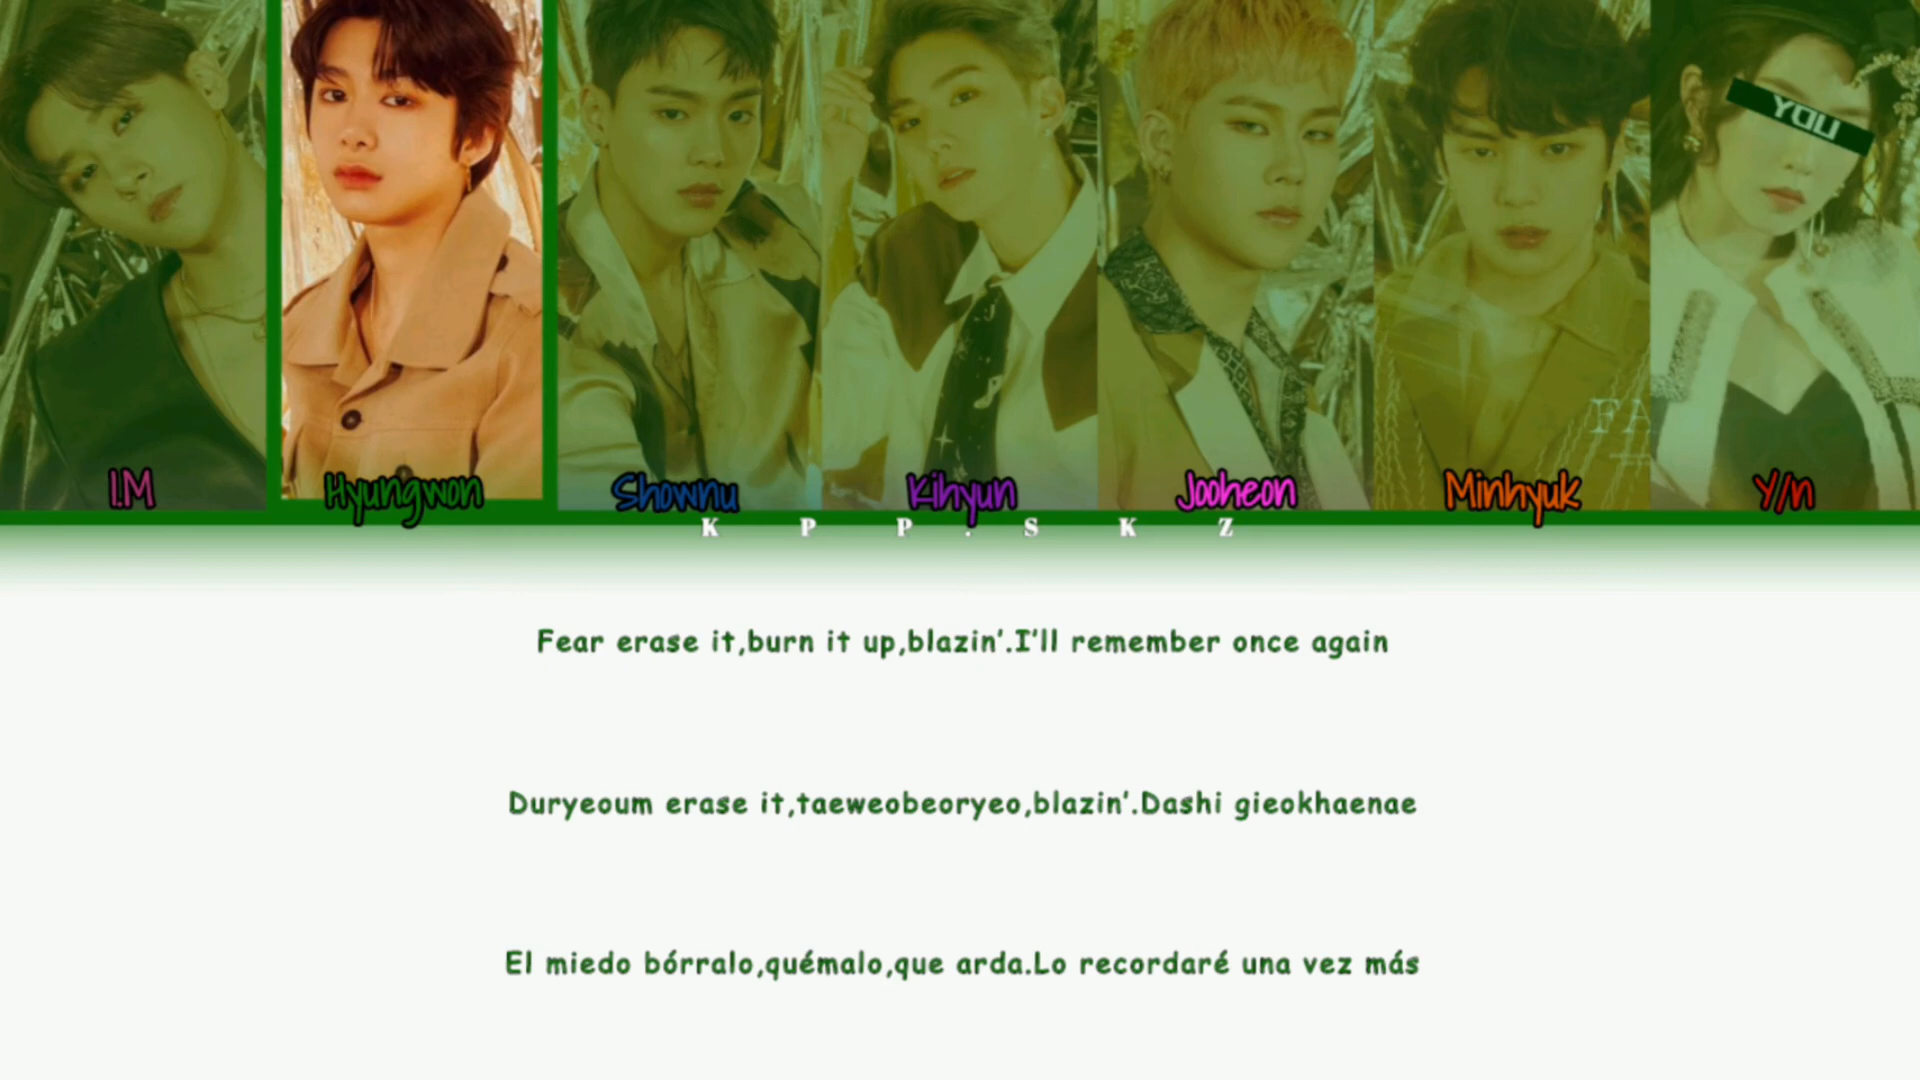 YOU
FA
I.M Hyungwon Shownu Kihyun Jooheon Minhyuk Y/n
K P P . S K Z
Fear erase it,burn it up,blazin'.I'll remember once again
Duryeoum erase it,taeweobeoryeo,blazin'.Dashi gieokhaenae
El miedo bórralo,quémalo,que arda.Lo recordaré una vez más